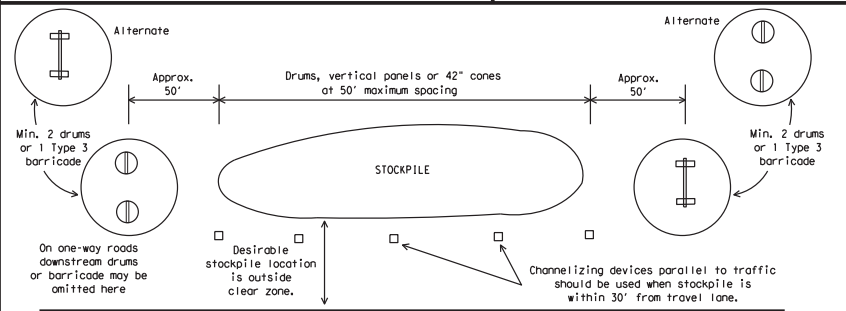 Alternate
Approx.
50'
Drums, vertical panels or 42" cones
at 50' maximum spacing
Approx.
50'
Alternate
Min. 2 drums
or 1 Type 3
barricade
STOCKPILE
Min. 2 drums
or 1 Type 3
barricade
On one-way roads
downstream drums
or barricade may be
omitted here
Desirable
stockpile location
is outside
clear zone.
Channelizing devices parallel to traffic
should be used when stockpile is
within 30' from travel lane.